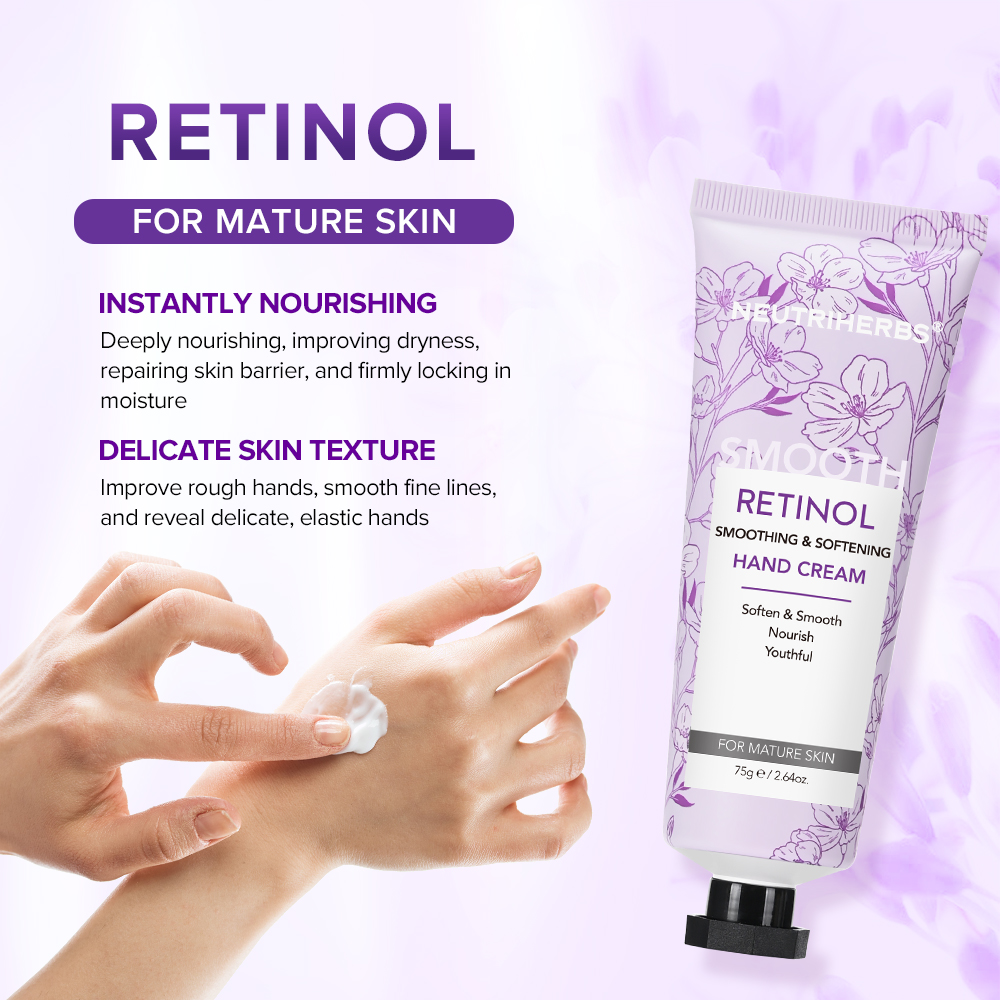 RETINOL
FOR MATURE SKIN
INSTANTLY NOURISHING
Deeply nourishing, improving dryness,
repairing skin barrier, and firmly locking in
moisture
DELICATE SKIN TEXTURE
Improve rough hands, smooth fine lines,
and reveal delicate, elastic hands
NEUTRIHERBS®
SMOOTH
RETINOL
SMOOTHING & SOFTENING
HAND CREAM
Soften & Smooth
Nourish
Youthful
FOR MATURE SKIN
75g ℮ / 2.64oz.